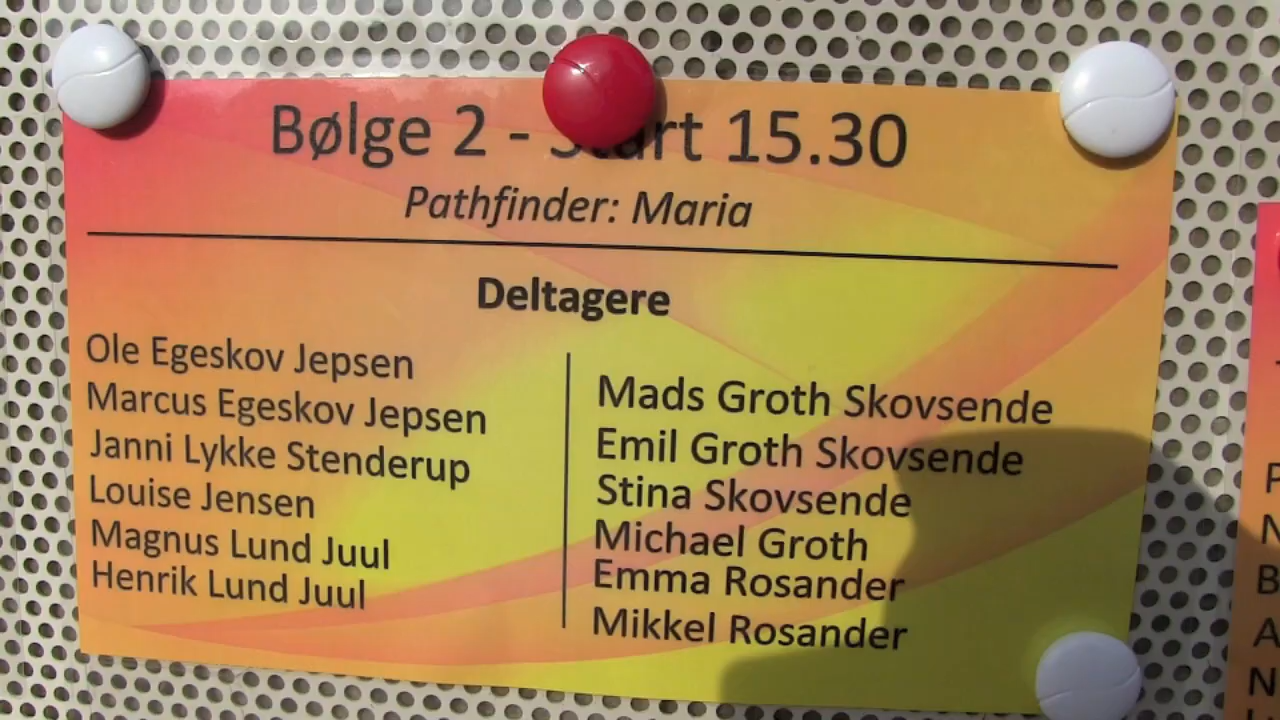 Bølge 2 - Start 15.30
Pathfinder: Maria
Deltagere
Ole Egeskov Jepsen
Marcus Egeskov Jepsen
Janni Lykke Stenderup
Louise Jensen
Magnus Lund Juul
Henrik Lund Juul
Mads Groth Skovsende
Emil Groth Skovsende
Stina Skovsende
Michael Groth
Emma Rosander
Mikkel Rosander